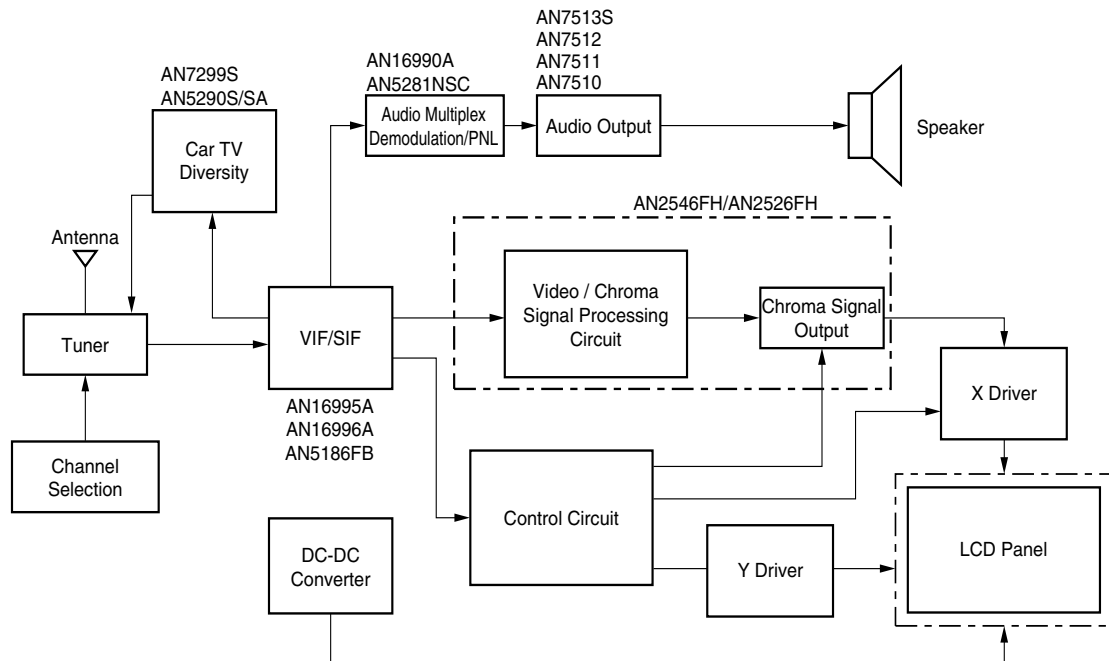 AN7513S
AN7512
AN7511
AN7510
AN16990A
AN5281NSC
AN7299S
AN5290S/SA
Car TV
Diversity
Audio Multiplex
Demodulation/PNL
Audio Output
Speaker
AN2546FH/AN2526FH
Antenna
Tuner
VIF/SIF
Video / Chroma
Signal Processing
Circuit
Chroma Signal
Output
X Driver
AN16995A
AN16996A
AN5186FB
Channel
Selection
Control Circuit
DC-DC
Converter
Y Driver
LCD Panel